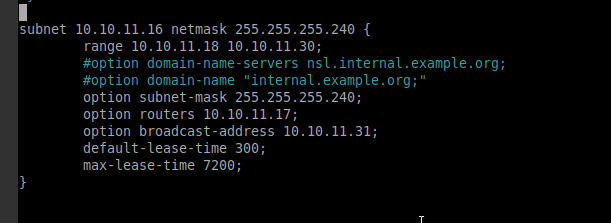 }
subnet 10.10.11.16 netmask 255.255.255.240 {
range 10.10.11.18 10.10.11.30;
#option domain-name-servers nsl.internal.example.org;
#option domain-name "internal.example.org;"
option subnet-mask 255.255.255.240;
option routers 10.10.11.17;
option broadcast-address 10.10.11.31;
default-lease-time 300;
max-lease-time 7200;
}